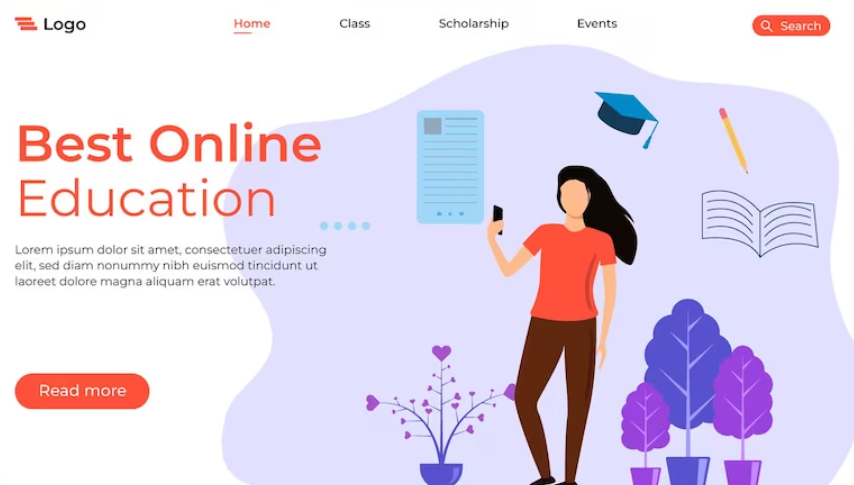 Logo
Home
Class
Scholarship
Events
Search
Best Online
Education
Lorem ipsum dolor sit amet, consectetuer adipiscing
elit, sed diam nonummy nibh euismod tincidunt ut
laoreet dolore magna aliquam erat volutpat.
Read more